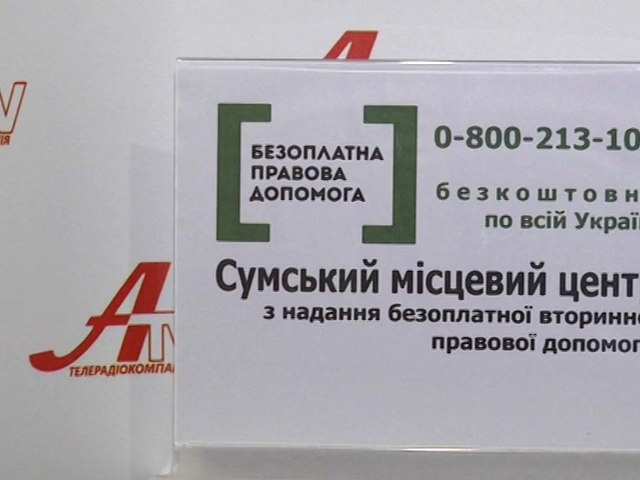 БЕЗОПЛАТНА
ПРАВОВА
ДОПОМОГА
0-800-213-10
безкоштовн
по всій Украї
Сумський місцевий цент
з надання безоплатної вторинн
правової допомог
ТЕЛЕРАДІОКОМПА